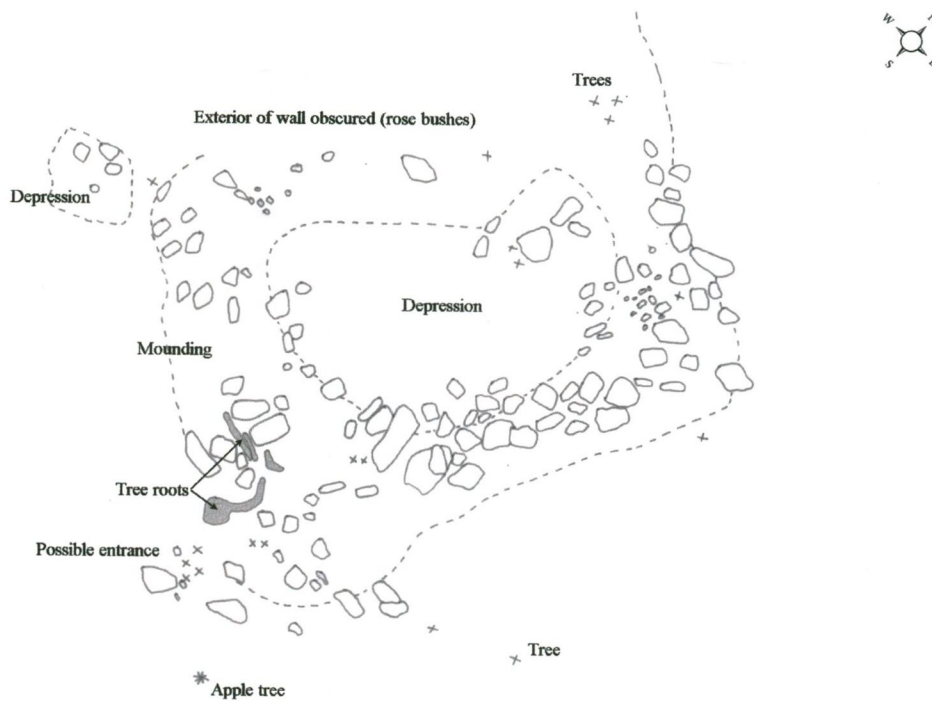 W
S
Trees
Exterior of wall obscured (rose bushes)
Depression
Depression
Mounding
Tree roots
Possible entrance
Tree
Apple tree